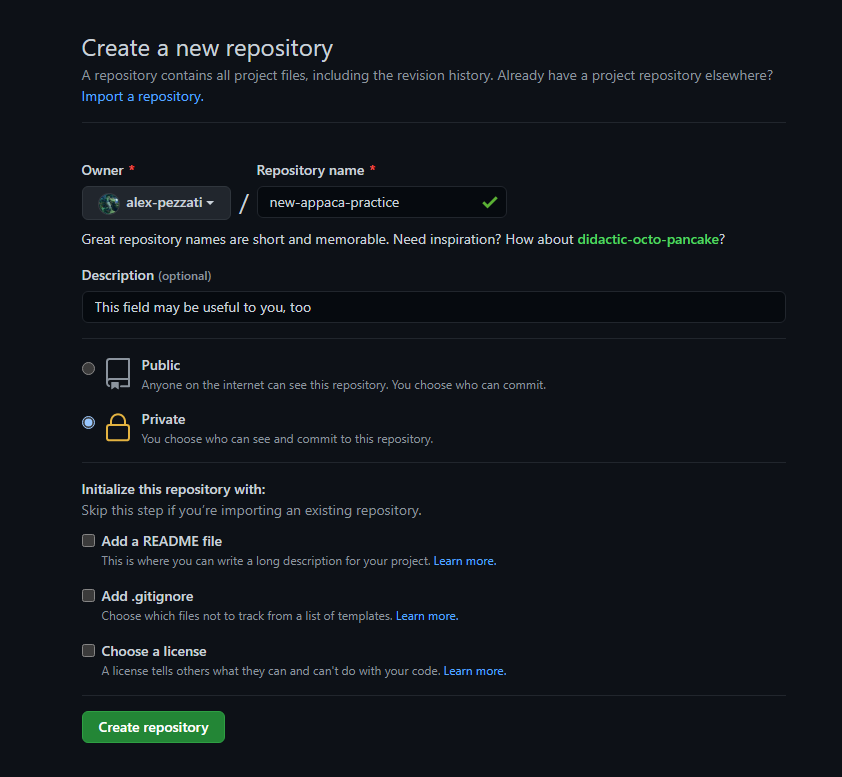 Create a new repository
A repository contains all project files, including the revision history. Already have a project repository elsewhere?
Import a repository.
Owner * Repository name *
alex-pezzati / new-appaca-practice
Great repository names are short and memorable. Need inspiration? How about didactic-octo-pancake?
Description (optional)
This field may be useful to you, too
Public
Anyone on the internet can see this repository. You choose who can commit.
Private
You choose who can see and commit to this repository.
Initialize this repository with:
Skip this step if you're importing an existing repository.
Add a README file
This is where you can write a long description for your project. Learn more.
Add .gitignore
Choose which files not to track from a list of templates. Learn more.
Choose a license
A license tells others what they can and can't do with your code. Learn more.
Create repository